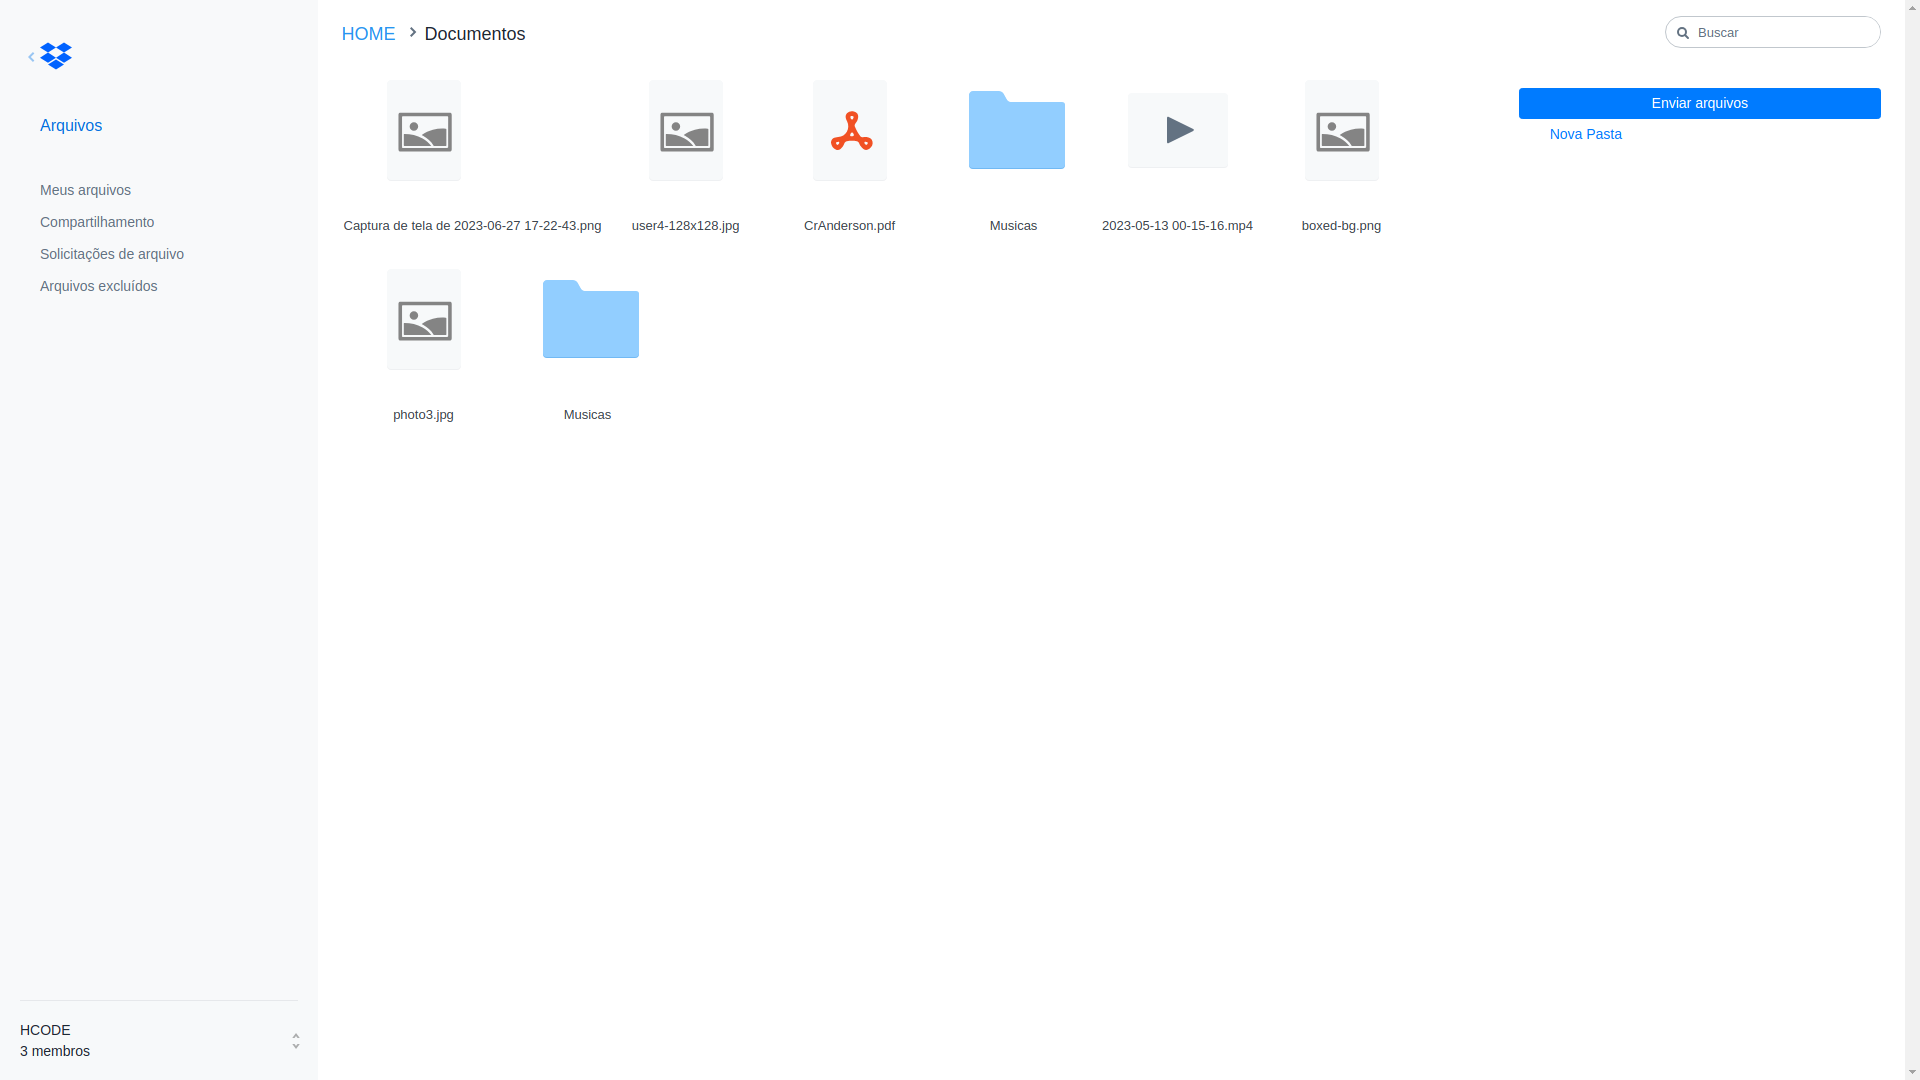 HOME
Documentos
Buscar
Arquivos
Meus arquivos
Compartilhamento
Solicitações de arquivo
Arquivos excluídos
Captura de tela de 2023-06-27 17-22-43.png
user4-128x128.jpg
CrAnderson.pdf
Musicas
2023-05-13 00-15-16.mp4
boxed-bg.png
photo3.jpg
Musicas
Enviar arquivos
Nova Pasta
HCODE
3 membros